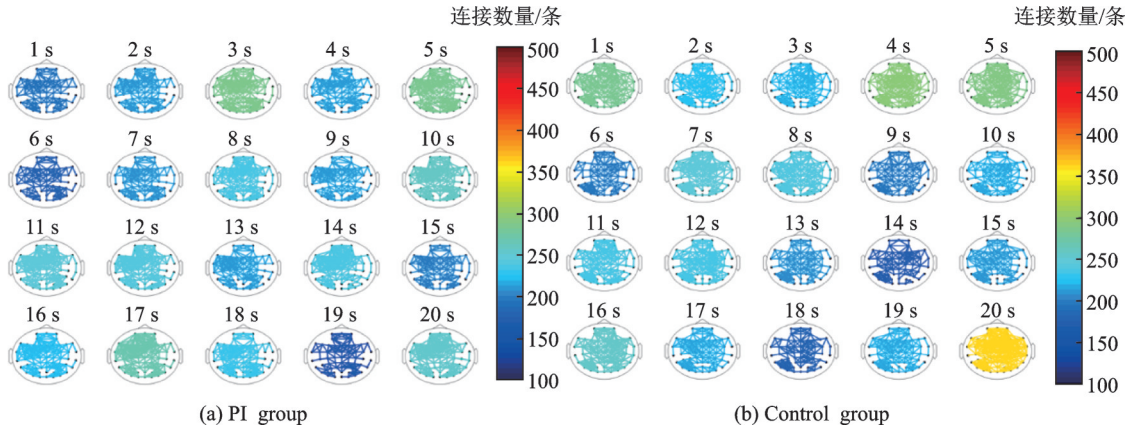 连接数量/条
1 s 2 s 3 s 4 s 5 s
6 s 7 s 8 s 9 s 10 s
11 s 12 s 13 s 14 s 15 s
16 s 17 s 18 s 19 s 20 s
500
450
400
350
300
250
200
150
100
(a) PI group
连接数量/条
1 s 2 s 3 s 4 s 5 s
6 s 7 s 8 s 9 s 10 s
11 s 12 s 13 s 14 s 15 s
16 s 17 s 18 s 19 s 20 s
500
450
400
350
300
250
200
150
100
(b) Control group